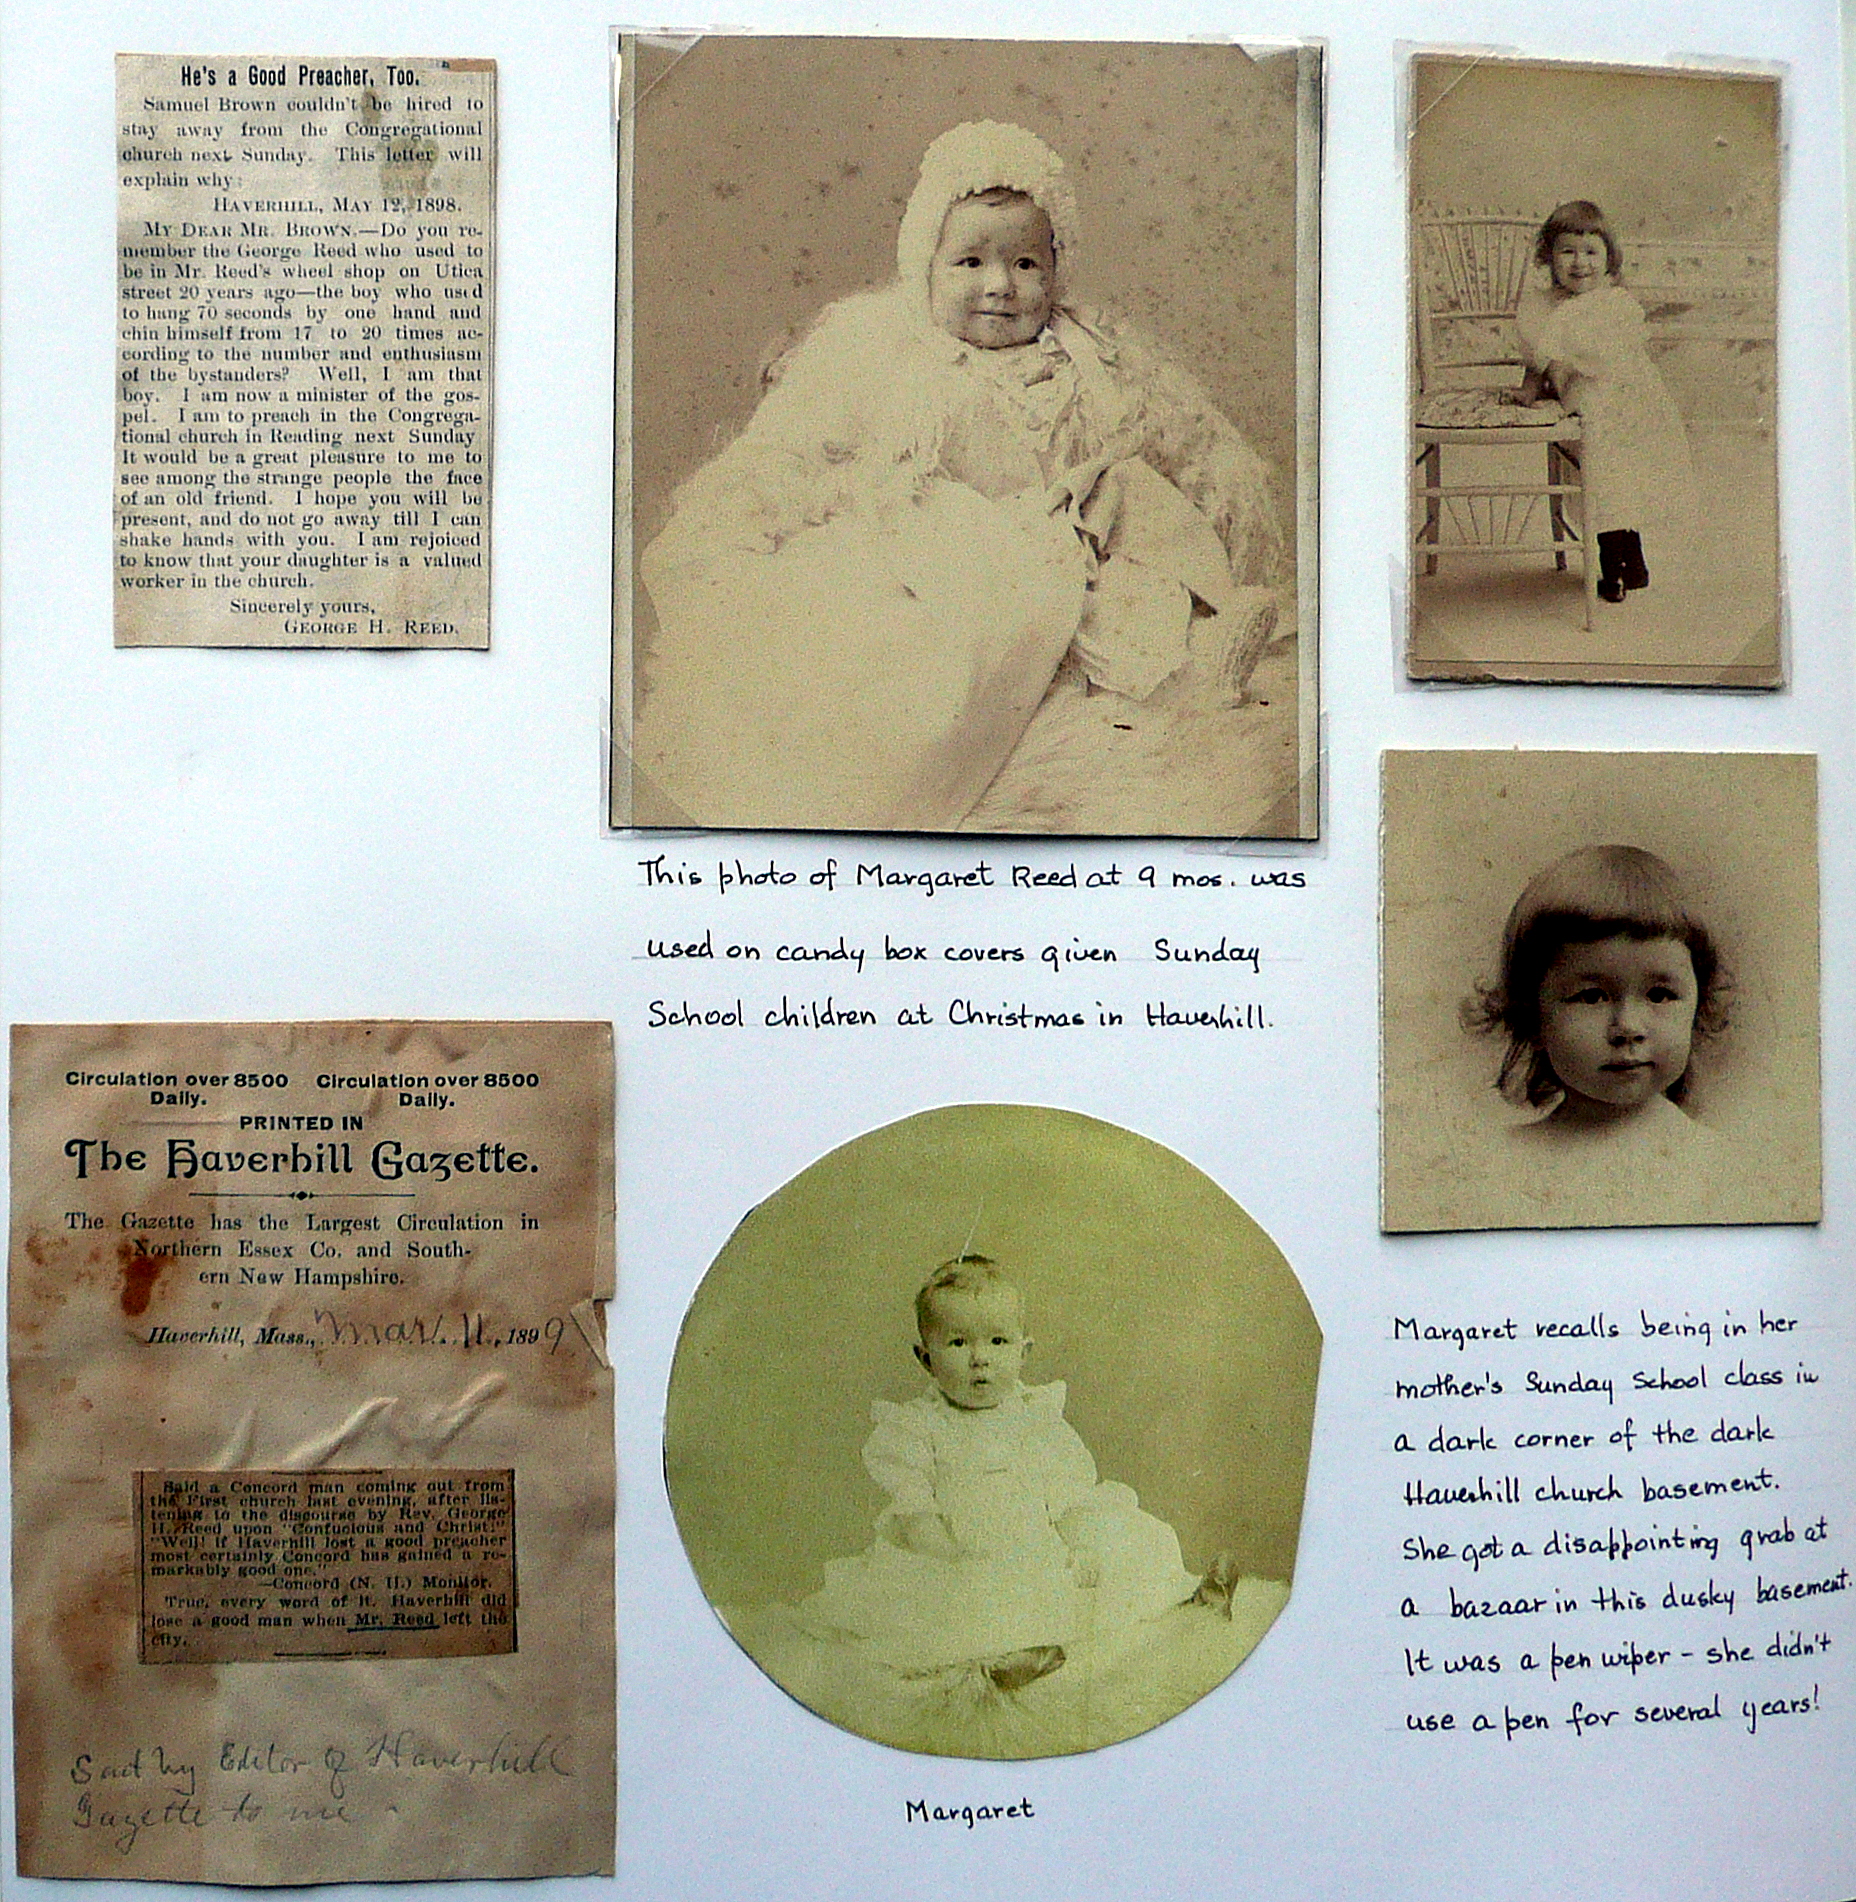 He's a Good Preacher, Too.
Samuel Brown couldn't be hired to
stay away from the Congregational
church next Sunday. This letter will
explain why:
HAVERHILL, MAY 12, 1898.
MY DEAR MR. BROWN.—Do you re-
member the George Reed who used to
be in Mr. Reed's wheel shop on Utica
street 20 years ago—the boy who used
to hang 70 seconds by one hand and
chin himself from 17 to 20 times ac-
cording to the number and enthusiasm
of the bystanders? Well, I am that
boy. I am now a minister of the gos-
pel. I am to preach in the Congrega-
tional church in Reading next Sunday
It would be a great pleasure to me to
see among the strange people the face
of an old friend. I hope you will be
present, and do not go away till I can
shake hands with you. I am rejoiced
to know that your daughter is a valued
worker in the church.
Sincerely yours,
GEORGE H. REED.
This photo of Margaret Reed at 9 mos. was
used on candy box covers given Sunday
School children at Christmas in Haverhill.
Circulation over 8500 Circulation over 8500
Daily. Daily.
PRINTED IN
The Haverhill Gazette.
The Gazette has the Largest Circulation in
Northern Essex Co. and South-
ern New Hampshire.
Haverhill, Mass., Mar. 11, 1899
Said a Concord man coming out from
the First church last evening, after lis-
tening to the discourse by Rev. George
H. Reed upon "Confucious and Christ:"
"Well! if Haverhill lost a good preacher
most certainly Concord has gained a re-
markably good one."
—Concord (N. H.) Monitor.
True, every word of it. Haverhill did
lose a good man when Mr. Reed left the
city.
Sent by Editor of Haverhill
Gazette to me
Margaret
Margaret recalls being in her
mother's Sunday School class in
a dark corner of the dark
Haverhill church basement.
She got a disappointing grab at
a bazaar in this dusky basement.
It was a pen wiper - she didn't
use a pen for several years!